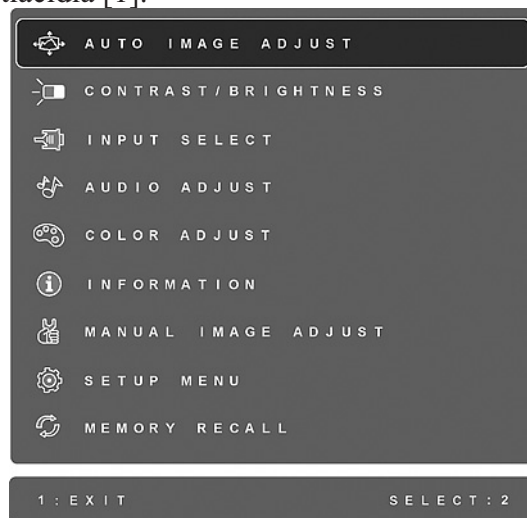 AUTO IMAGE ADJUST
CONTRAST/BRIGHTNESS
INPUT SELECT
AUDIO ADJUST
COLOR ADJUST
INFORMATION
MANUAL IMAGE ADJUST
SETUP MENU
MEMORY RECALL
1:EXIT SELECT:2